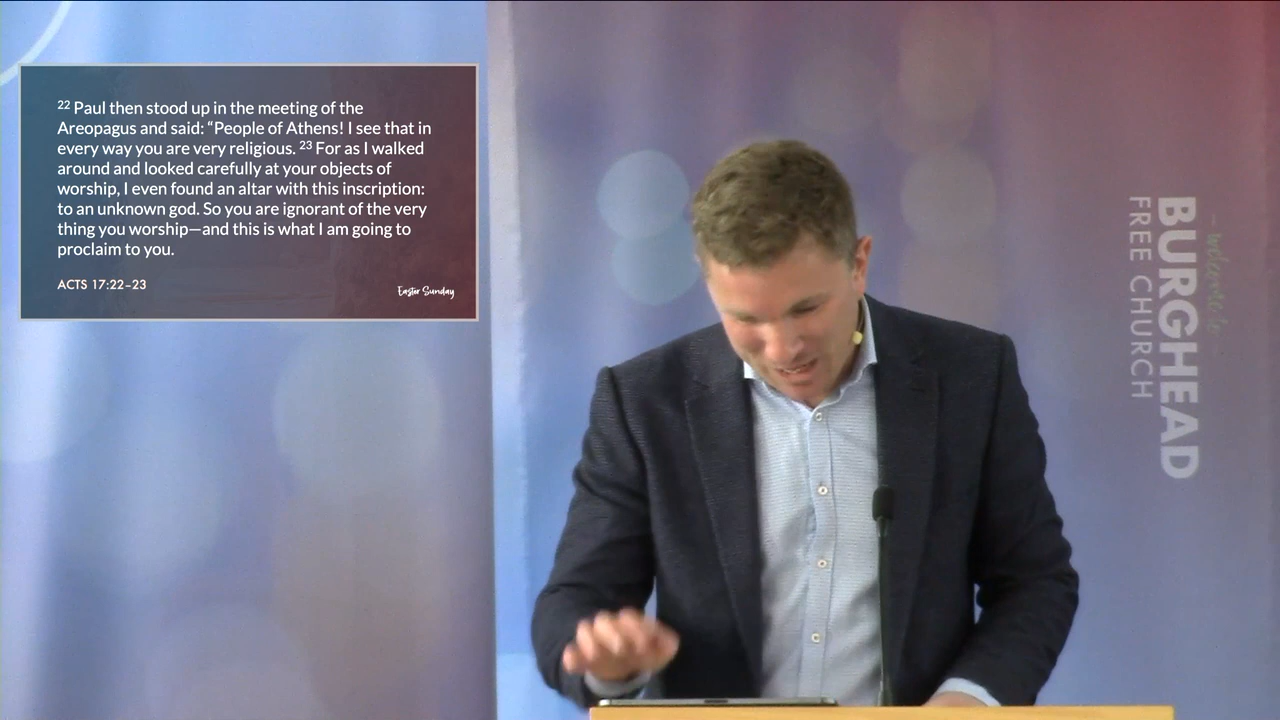 22 Paul then stood up in the meeting of the
Areopagus and said: “People of Athens! I see that in
every way you are very religious. 23 For as I walked
around and looked carefully at your objects of
worship, I even found an altar with this inscription:
to an unknown god. So you are ignorant of the very
thing you worship—and this is what I am going to
proclaim to you.
ACTS 17:22–23
Easter Sunday
– welcome to –
BURGHEAD
FREE CHURCH